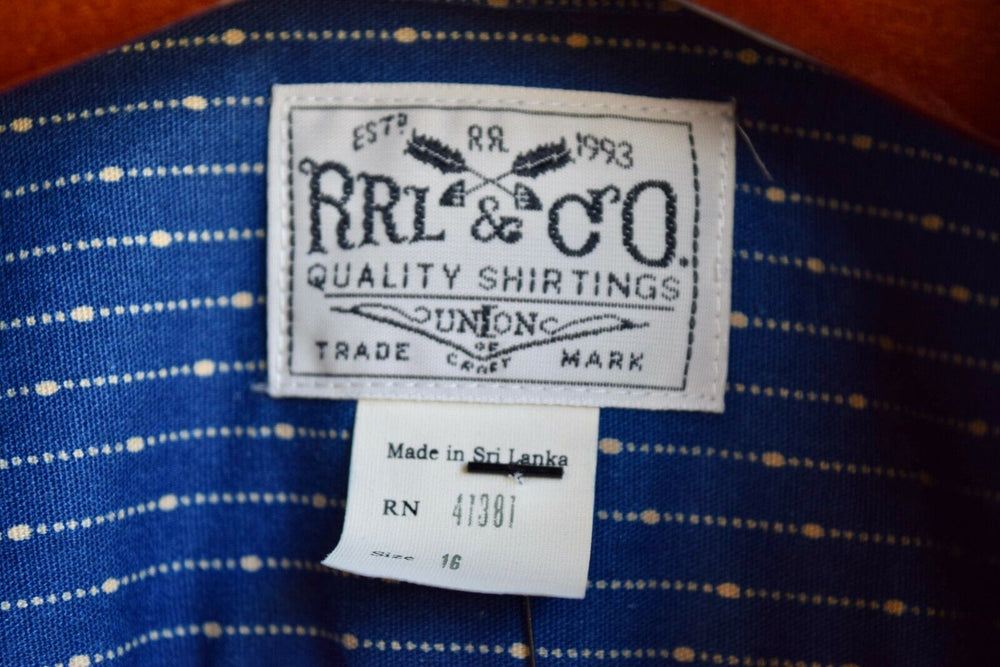 ESTD RRL 1993
RRL & CO.
QUALITY SHIRTINGS
UNION
OF
TRADE CRAFT MARK
Made in Sri Lanka
RN 41381
Size 16